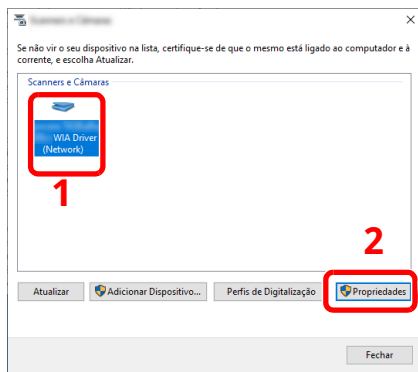 Se não vir o seu dispositivo na lista, certifique-se de que o mesmo está ligado ao computador e à
corrente, e escolha Atualizar.
Scanners e Câmaras
WIA Driver
(Network)
1
2
Atualizar
Adicionar Dispositivo...
Perfis de Digitalização
Propriedades
Fechar